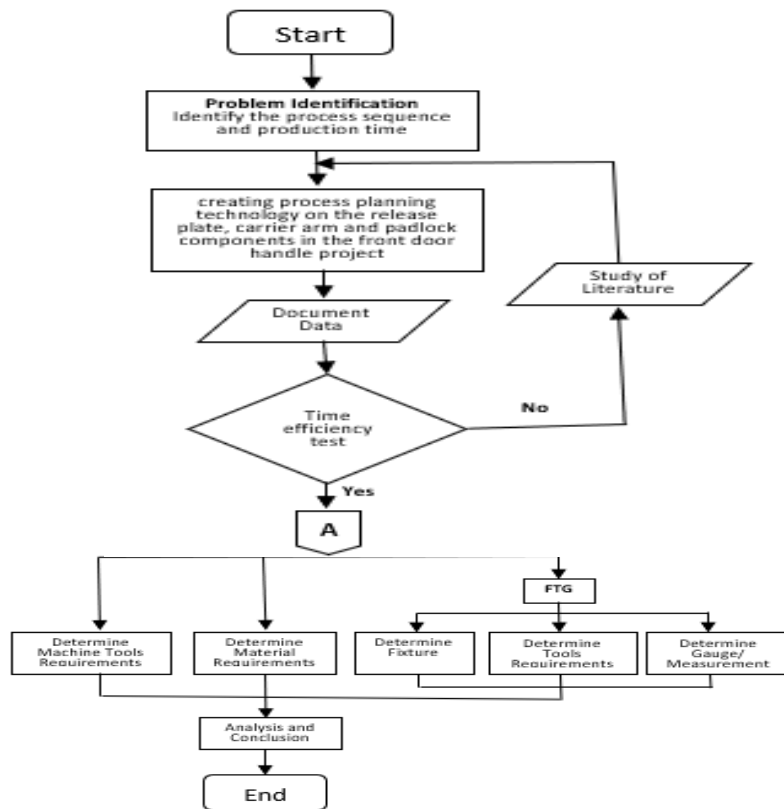 Start
Problem Identification
Identify the process sequence
and production time
creating process planning
technology on the release
plate, carrier arm and padlock
components in the front door
handle project
Study of
Literature
Document
Data
Time
efficiency
test
No
Yes
A
FTG
Determine
Machine Tools
Requirements
Determine
Material
Requirements
Determine
Fixture
Determine
Tools
Requirements
Determine
Gauge/
Measurement
Analysis and
Conclusion
End